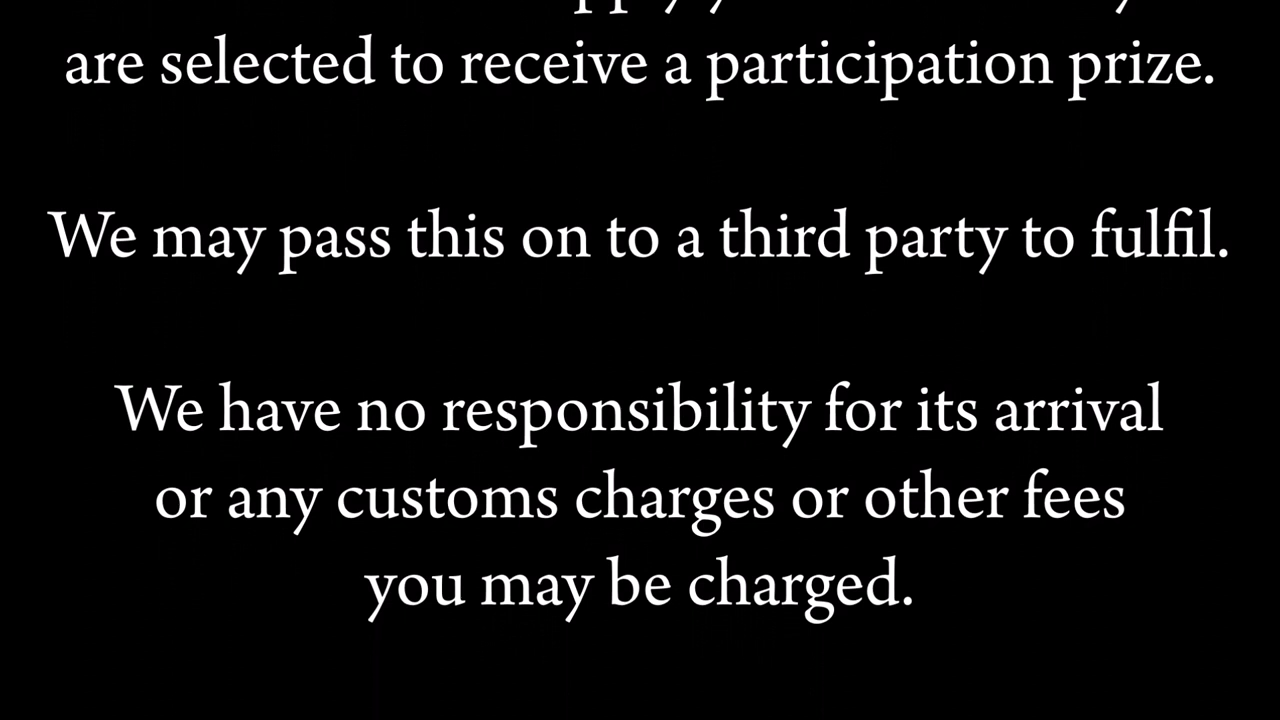 are selected to receive a participation prize.
We may pass this on to a third party to fulfil.
We have no responsibility for its arrival
or any customs charges or other fees
you may be charged.